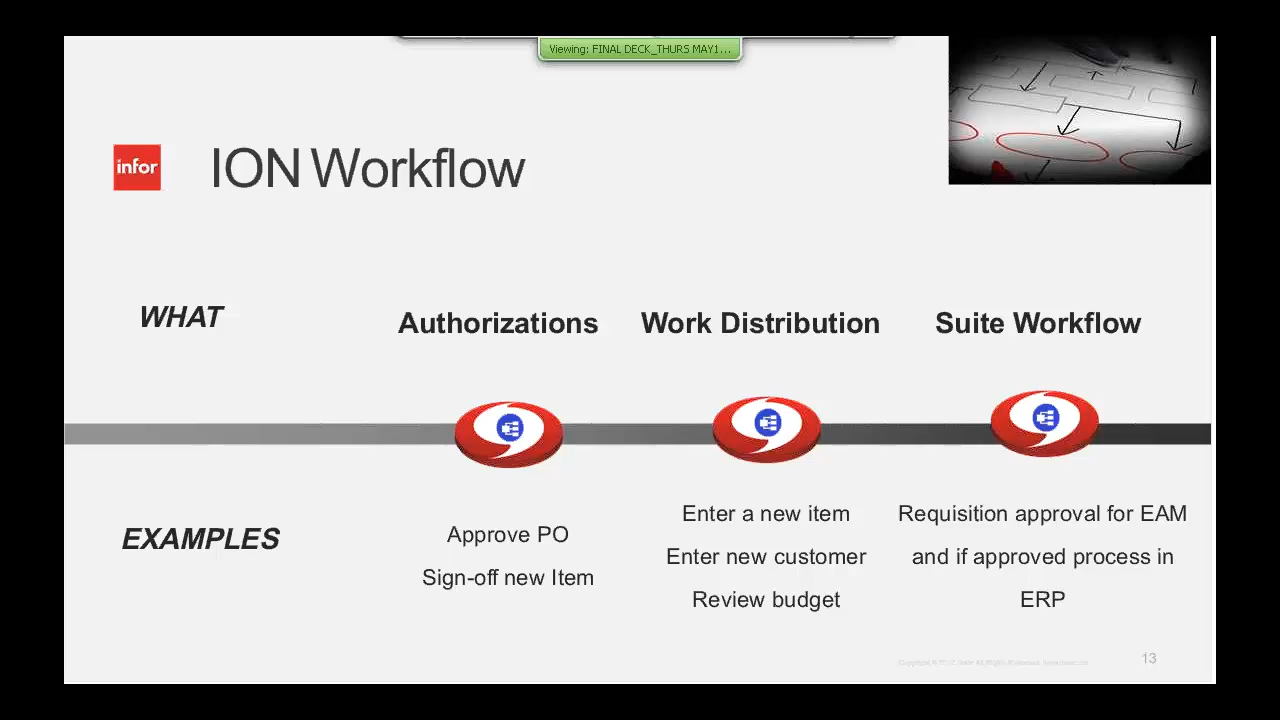 Viewing: FINAL DECK_THURS MAY1...
infor
ION Workflow
WHAT
Authorizations
Work Distribution
Suite Workflow
EXAMPLES
Approve PO
Sign-off new Item
Enter a new item
Enter new customer
Review budget
Requisition approval for EAM
and if approved process in
ERP
13